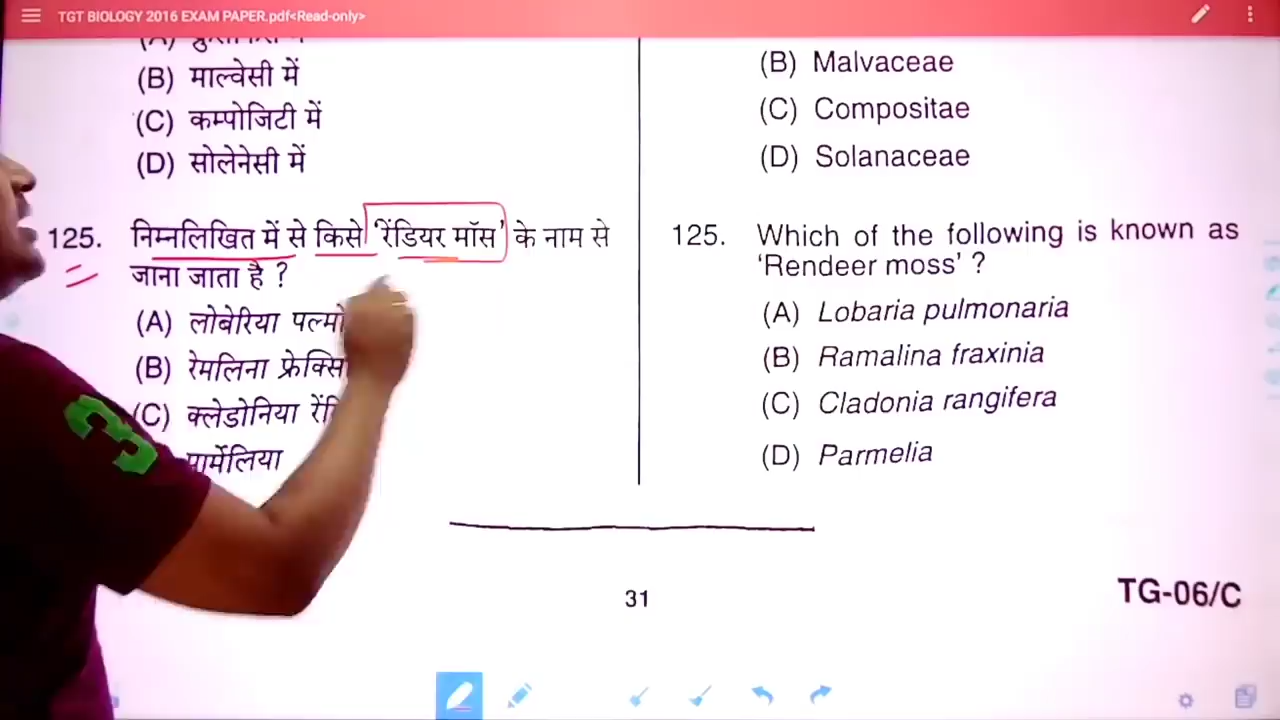 TGT BIOLOGY 2016 EXAM PAPER.pdf<Read-only>
(B) माल्वेसी में
(C) कम्पोजिटी में
(D) सोलेनेसी में
125. निम्नलिखित में से किसे 'रेंडियर मॉस' के नाम से
जाना जाता है ?
(A) लोबेरिया
(B) रेमलिना
(C) क्लेडोनिया
पार्मेलिया
(B) Malvaceae
(C) Compositae
(D) Solanaceae
125. Which of the following is known as
'Rendeer moss' ?
(A) Lobaria pulmonaria
(B) Ramalina fraxinia
(C) Cladonia rangifera
(D) Parmelia
31
TG-06/C
3